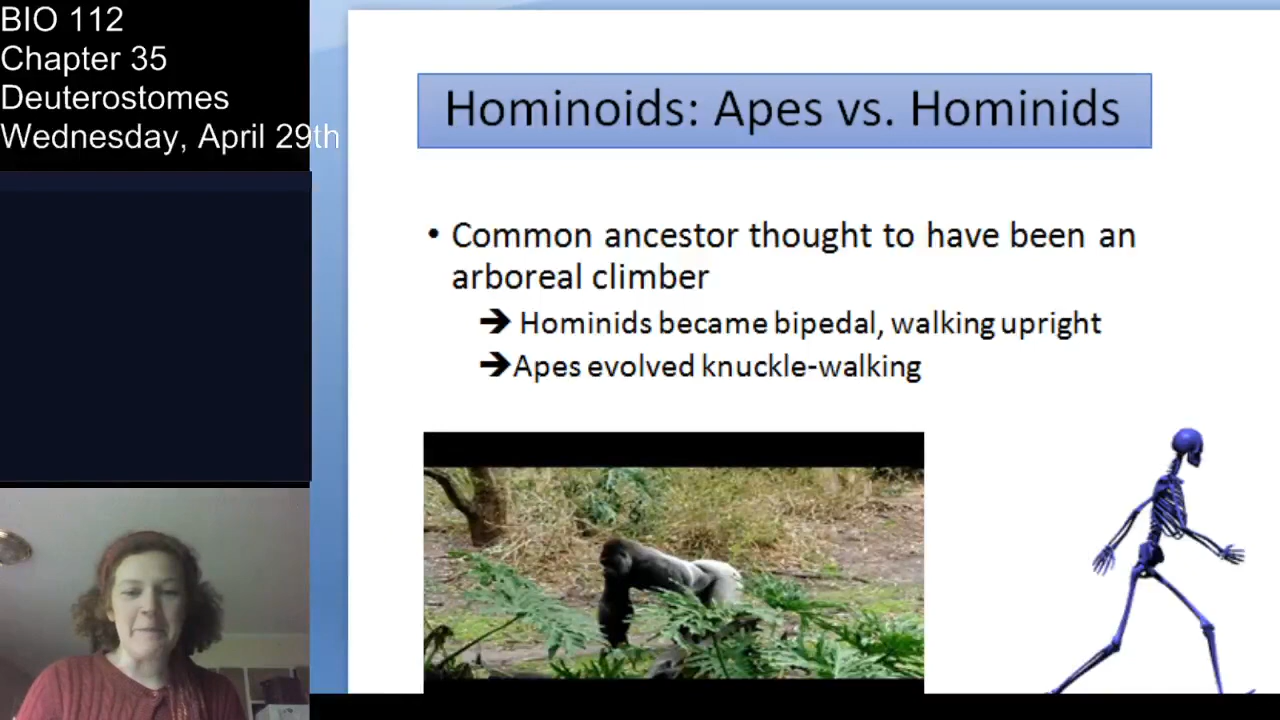 BIO 112
Chapter 35
Deuterostomes
Wednesday, April 29th
Hominoids: Apes vs. Hominids
• Common ancestor thought to have been an
arboreal climber
➔ Hominids became bipedal, walking upright
➔Apes evolved knuckle-walking